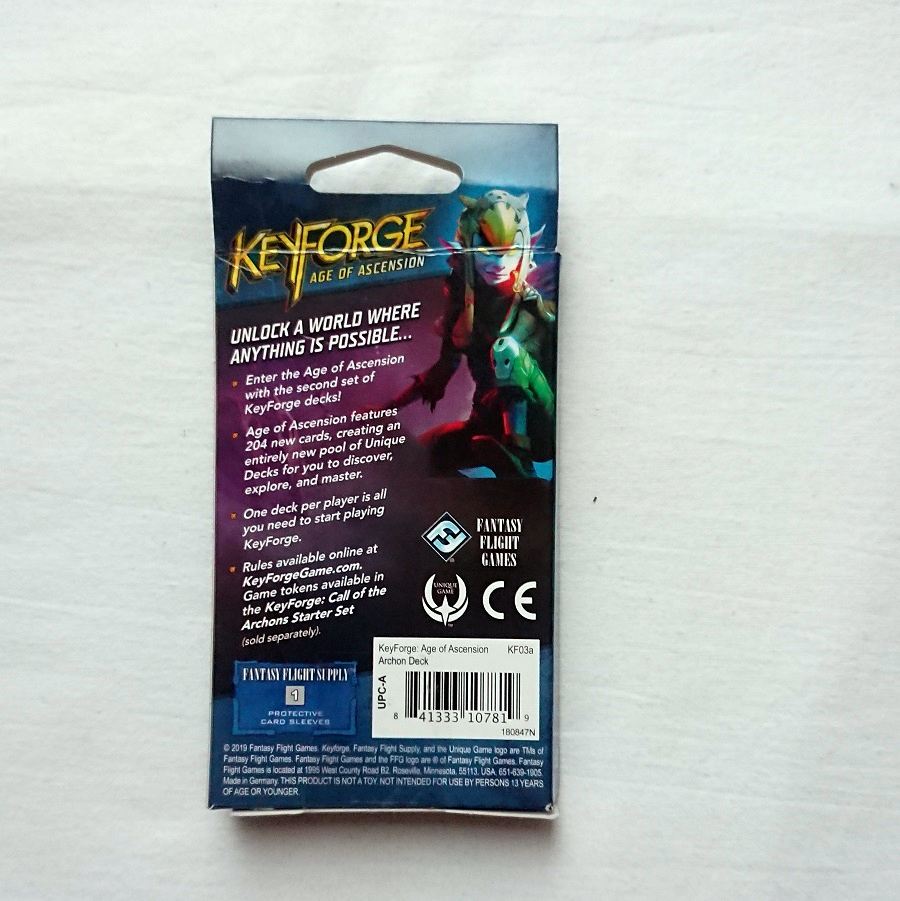 KEYFORGE
AGE OF ASCENSION
UNLOCK A WORLD WHERE
ANYTHING IS POSSIBLE...
Enter the Age of Ascension
with the second set of
KeyForge decks!
Age of Ascension features
204 new cards, creating an
entirely new pool of Unique
Decks for you to discover,
explore, and master.
One deck per player is all
you need to start playing
KeyForge.
Rules available online at
KeyForgeGame.com.
Game tokens available in
the KeyForge: Call of the
Archons Starter Set
(sold separately).
FANTASY
FLIGHT
GAMES
UNIQUE
GAME
CE
KeyForge: Age of Ascension KF03a
Archon Deck
UPC-A
8 41333 10781 9
180847N
FANTASY FLIGHT SUPPLY
1
PROTECTIVE
CARD SLEEVES
© 2019 Fantasy Flight Games. Keyforge, Fantasy Flight Supply, and the Unique Game logo are TMs of
Fantasy Flight Games. Fantasy Flight Games and the FFG logo are ® of Fantasy Flight Games. Fantasy
Flight Games is located at 1995 West County Road B2, Roseville, Minnesota, 55113, USA, 651-639-1905.
Made in Germany. THIS PRODUCT IS NOT A TOY. NOT INTENDED FOR USE BY PERSONS 13 YEARS
OF AGE OR YOUNGER.